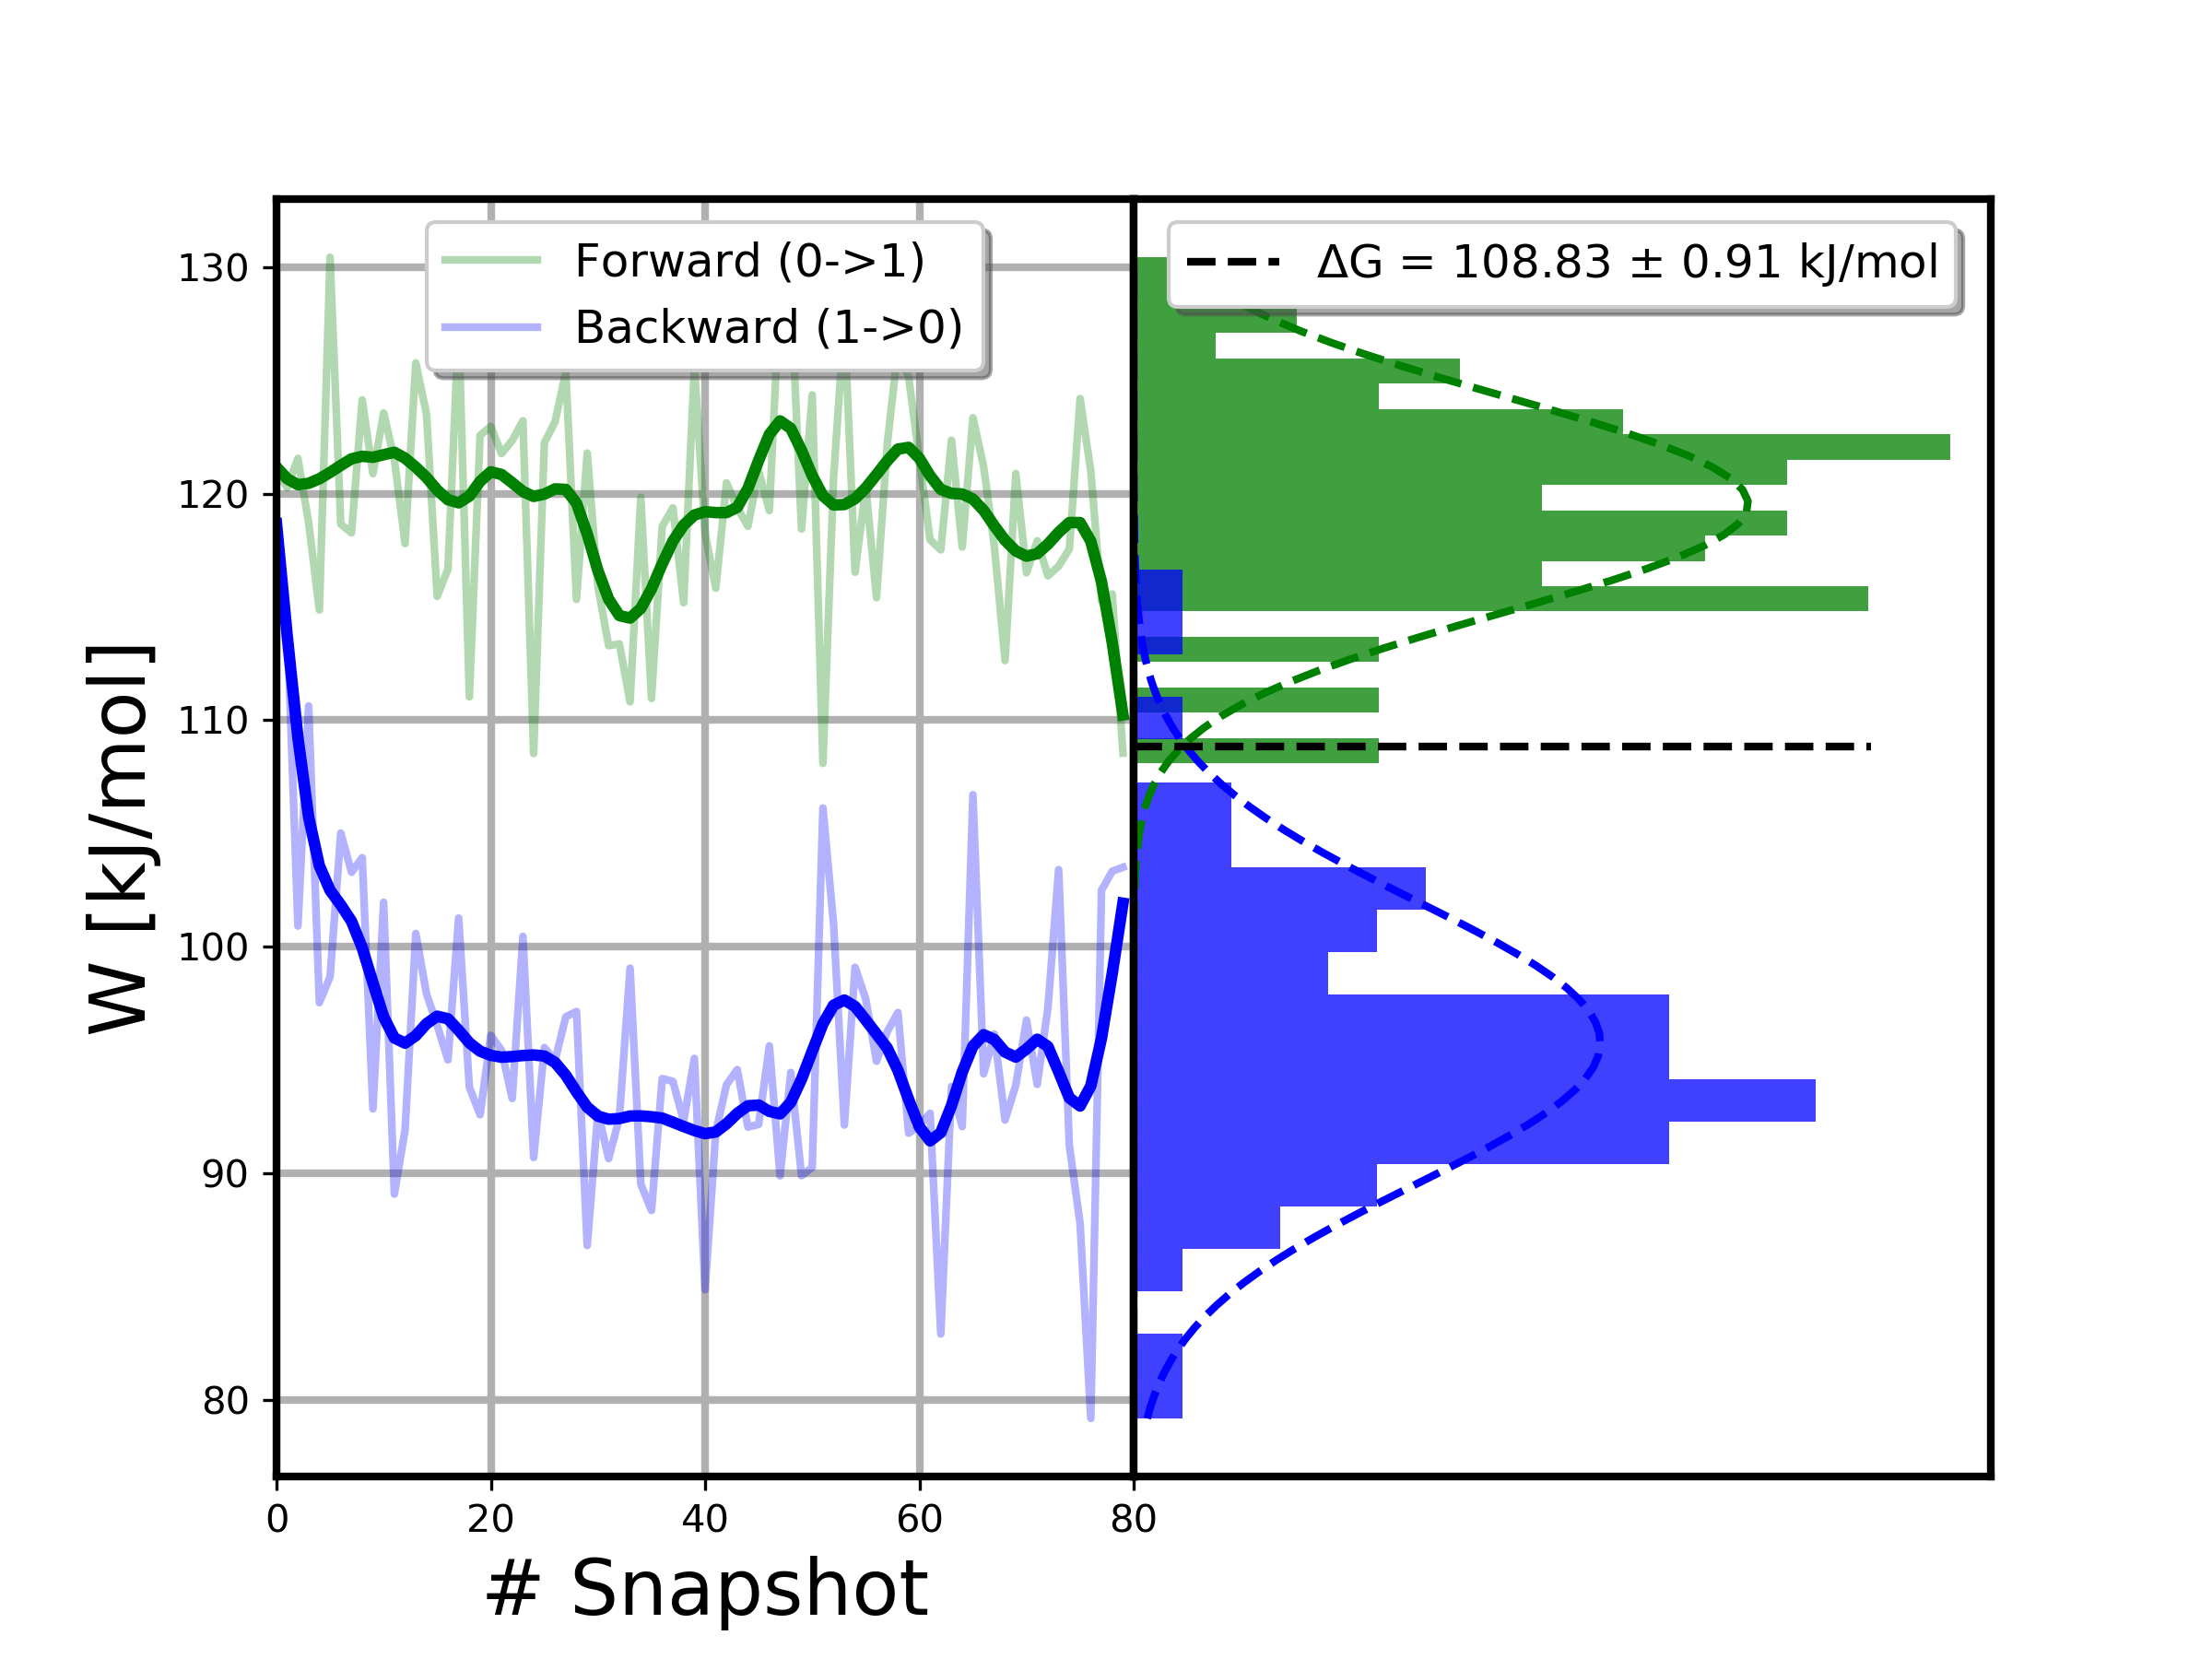 Forward (0->1)
Backward (1->0)
ΔG = 108.83 ± 0.91 kJ/mol
W [kJ/mol]
130
120
110
100
90
80
0 20 40 60 80
# Snapshot